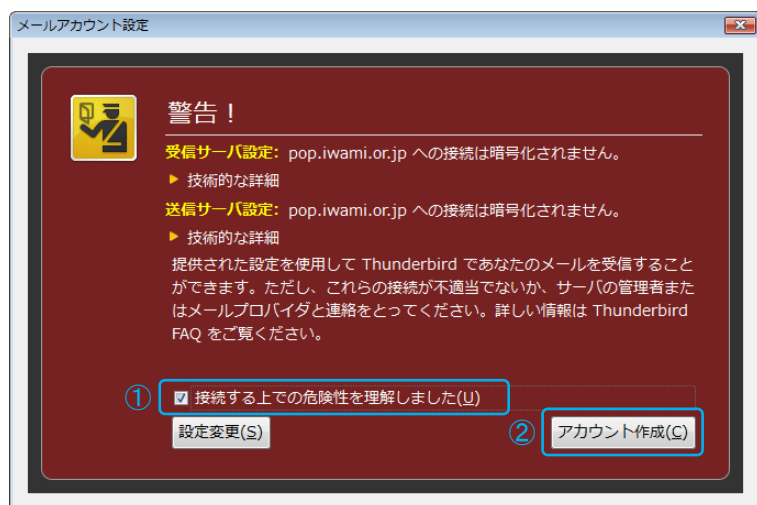 メールアカウント設定
警告！
受信サーバ設定: pop.iwami.or.jp への接続は暗号化されません。
技術的な詳細
送信サーバ設定: pop.iwami.or.jp への接続は暗号化されません。
技術的な詳細
提供された設定を使用して Thunderbird であなたのメールを受信すること
ができます。ただし、これらの接続が不適当でないか、サーバの管理者また
はメールプロバイダと連絡をとってください。詳しい情報は Thunderbird
FAQ をご覧ください。
① 接続する上での危険性を理解しました(U)
設定変更(S) ② アカウント作成(C)